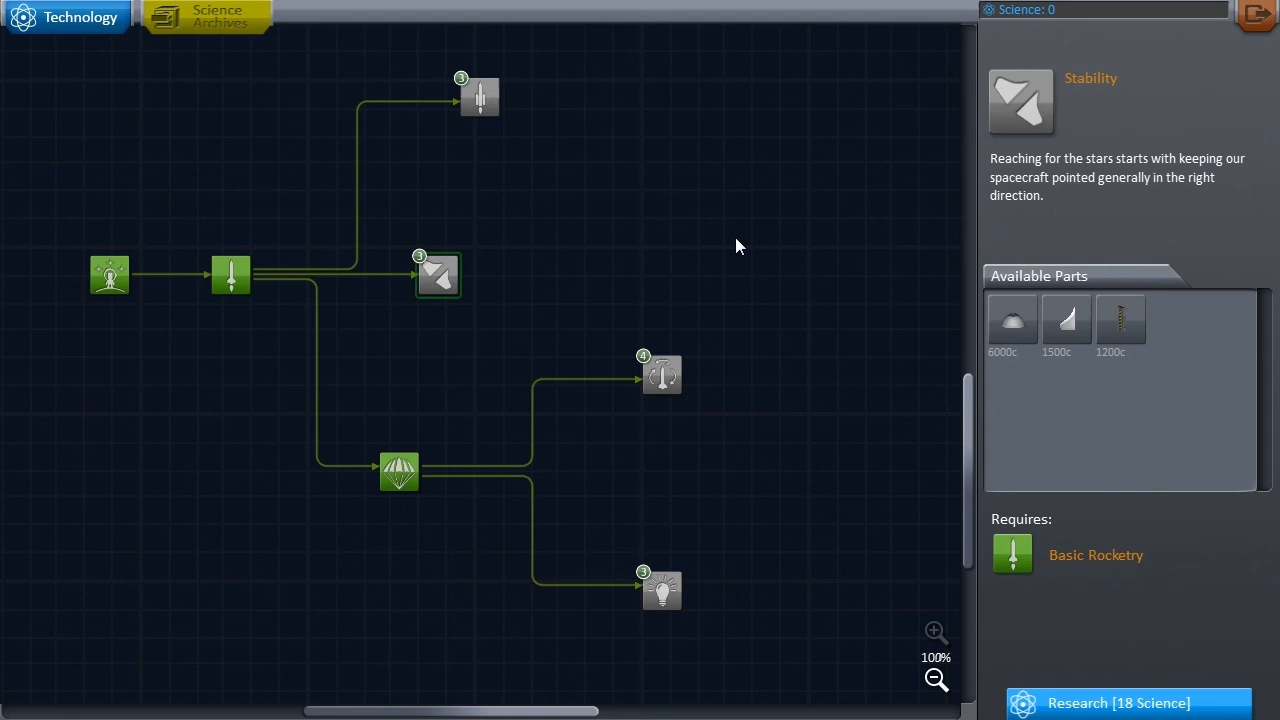 Technology
Science Archives
Science: 0
Stability
Reaching for the stars starts with keeping our
spacecraft pointed generally in the right
direction.
Available Parts
6000c 1500c 1200c
Requires:
Basic Rocketry
Research [18 Science]
3
3
4
3
100%